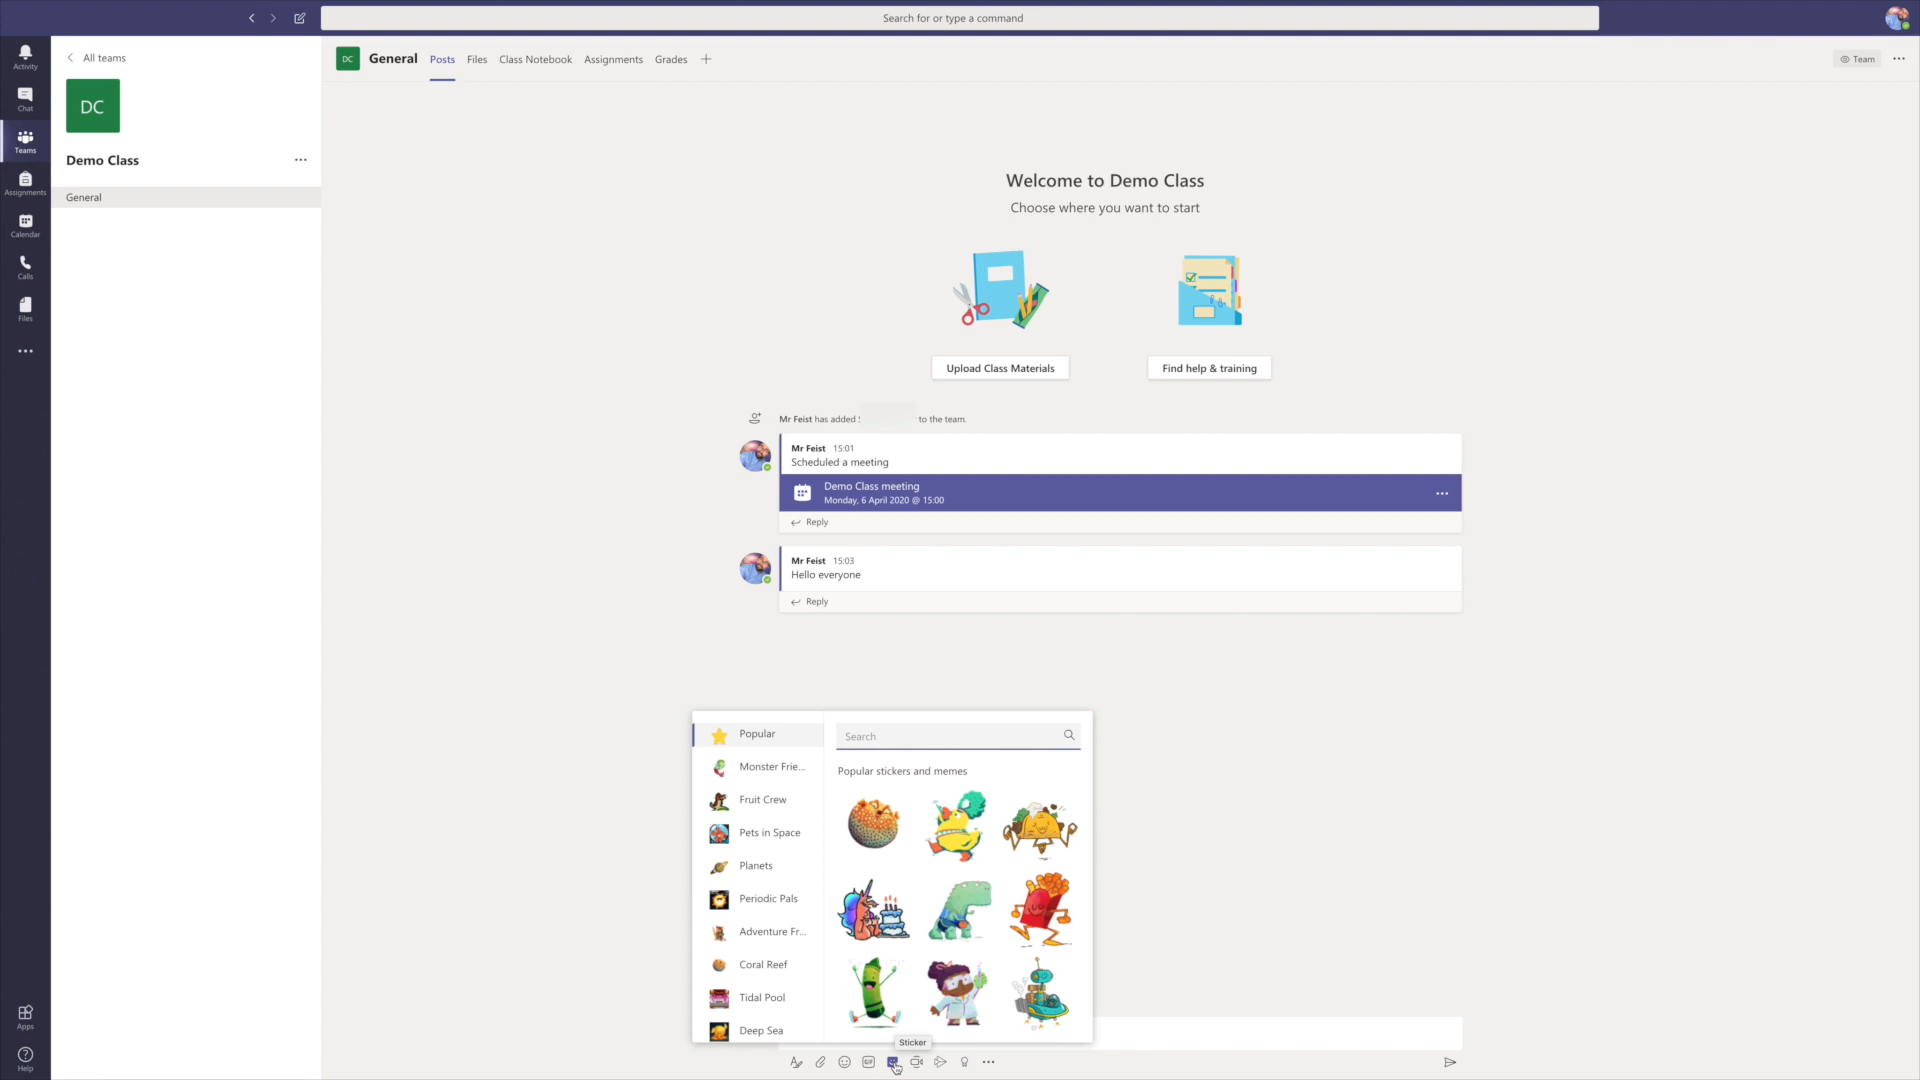 Search for or type a command
Activity
Chat
Teams
Assignments
Calendar
Calls
Files
Apps
Help
All teams
DC
Demo Class
General
DC
General
Posts
Files
Class Notebook
Assignments
Grades
Team
Welcome to Demo Class
Choose where you want to start
Upload Class Materials
Find help & training
Mr Feist has added to the team.
Mr Feist 15:01
Scheduled a meeting
Demo Class meeting
Monday, 6 April 2020 @ 15:00
Reply
Mr Feist 15:03
Hello everyone
Reply
Popular
Monster Frie...
Fruit Crew
Pets in Space
Planets
Periodic Pals
Adventure Fr...
Coral Reef
Tidal Pool
Deep Sea
Search
Popular stickers and memes
Sticker
GIF